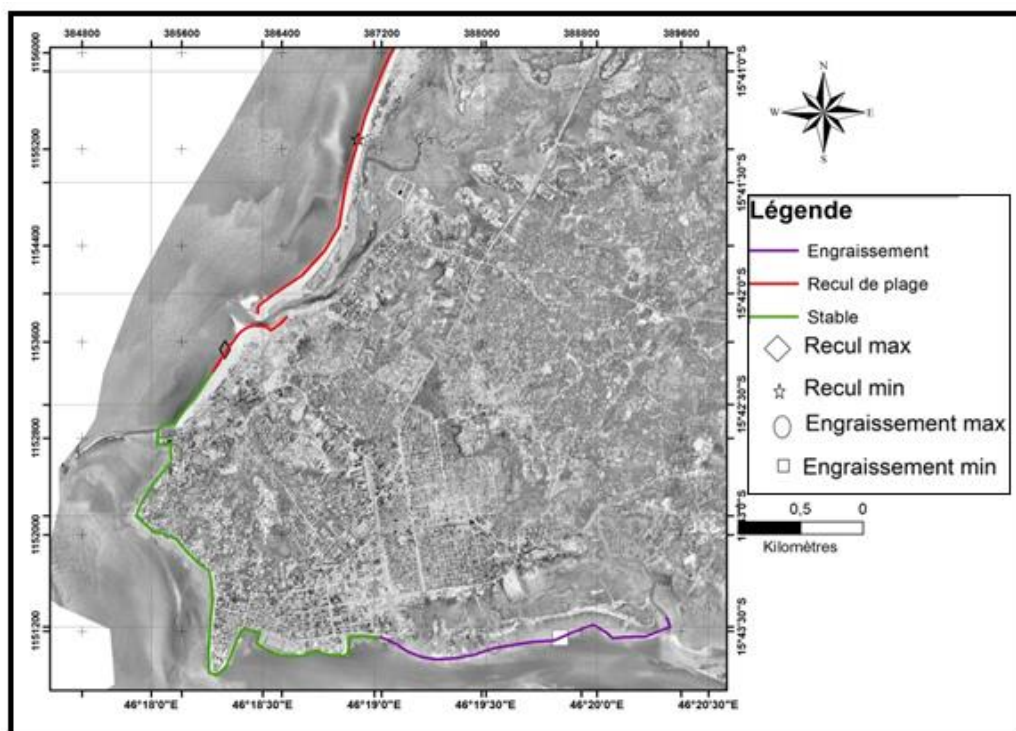 384800 385600 386400 387200 388000 388800 389600
1156000
1155200
1154400
1153600
1152800
1152000
1151200
15°41'0"S
15°41'30"S
15°42'0"S
15°42'30"S
3'0"S
15°43'30"S
46°18'0"E 46°18'30"E 46°19'0"E 46°19'30"E 46°20'0"E 46°20'30"E
N
W E
S
Légende
Engraissement
Recul de plage
Stable
Recul max
Recul min
Engraissement max
Engraissement min
0,5 0
Kilomètres